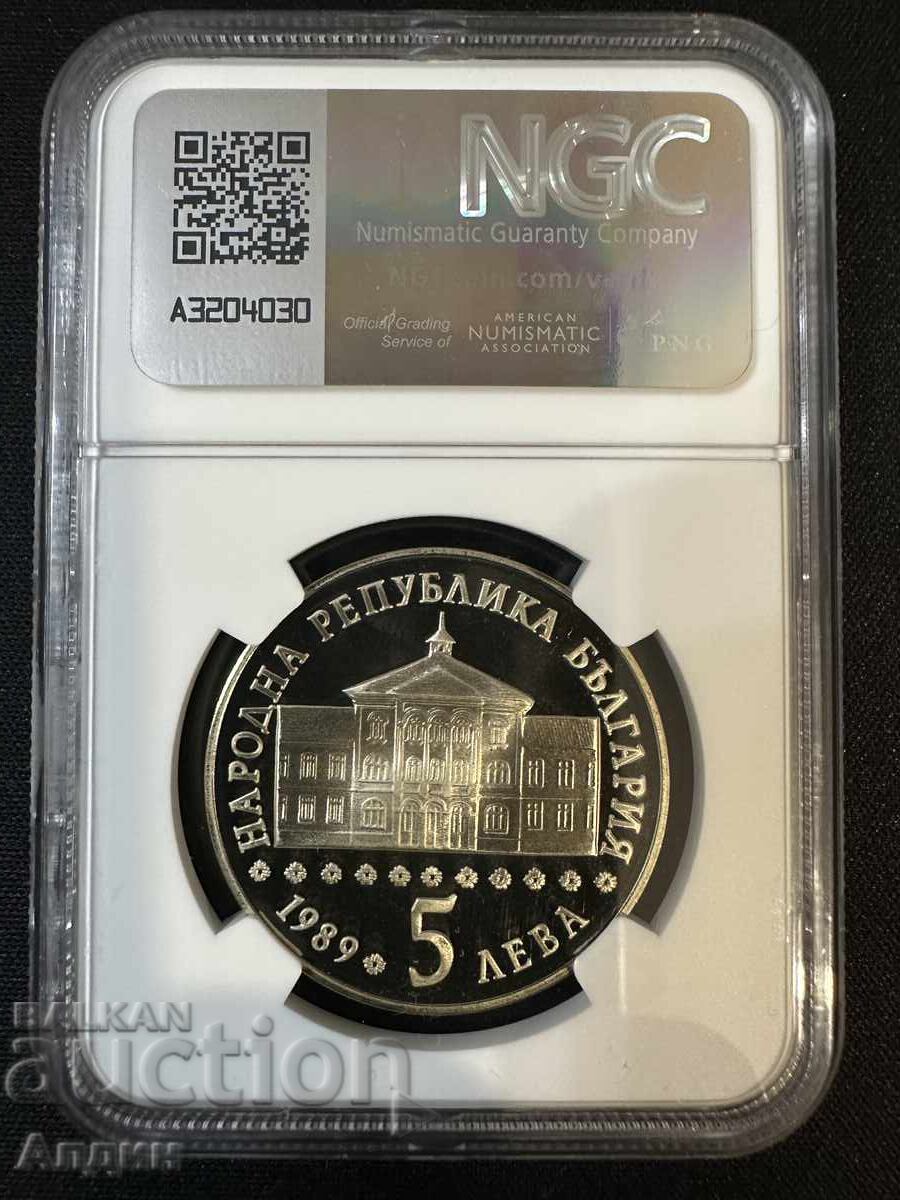 NGC
Numismatic Guaranty Company
A3204030
Official Grading
Service of
AMERICAN
NUMISMATIC
ASSOCIATION
P·N·G
НАРОДНА РЕПУБЛИКА БЪЛГАРИЯ
1989 5 ЛЕВА
BALKAN
auction
Алдин